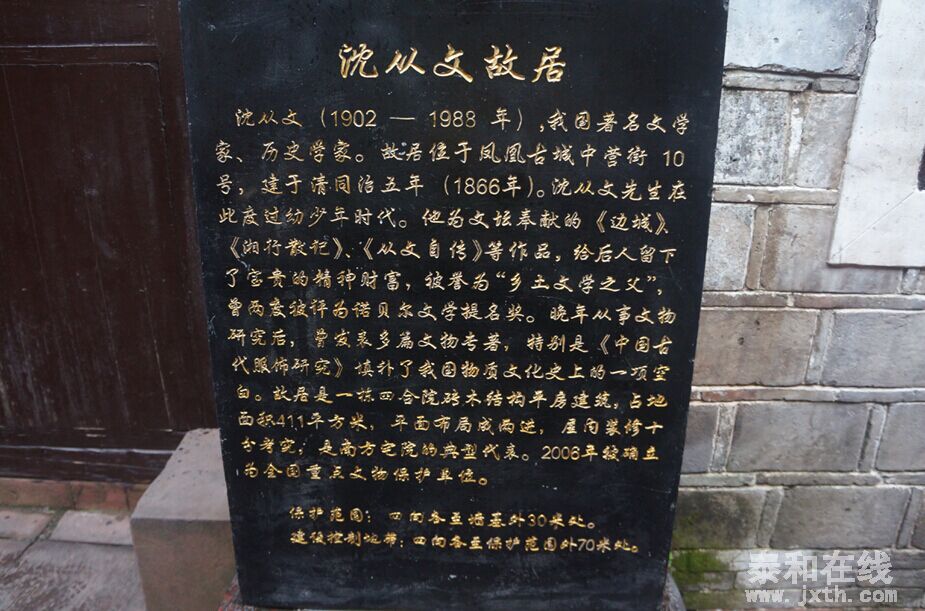 沈从文故居
沈从文（1902 — 1988 年），我国著名文学
家、历史学家。故居位于凤凰古城中营街 10
号，建于清同治五年（1866年）。沈从文先生在
此度过幼少年时代。他为文坛奉献的《边城》、
《湘行散记》、《从文自传》等作品，给后人留下
了宝贵的精神财富，被誉为“乡土文学之父”，
曾两度被评为诺贝尔文学提名奖。晚年从事文物
研究后，曾发表多篇文物专著，特别是《中国古
代服饰研究》填补了我国物质文化史上的一项空
白。故居是一栋四合院砖木结构平房建筑，占地
面积411平方米，平面布局成两进，屋内装修十
分考究，是南方宅院的典型代表。2006年被确立
为全国重点文物保护单位。
保护范围：四向各至墙基外30米处。
建设控制地带：四向各至保护范围外70米处。
泰和在线
www.jxth.com